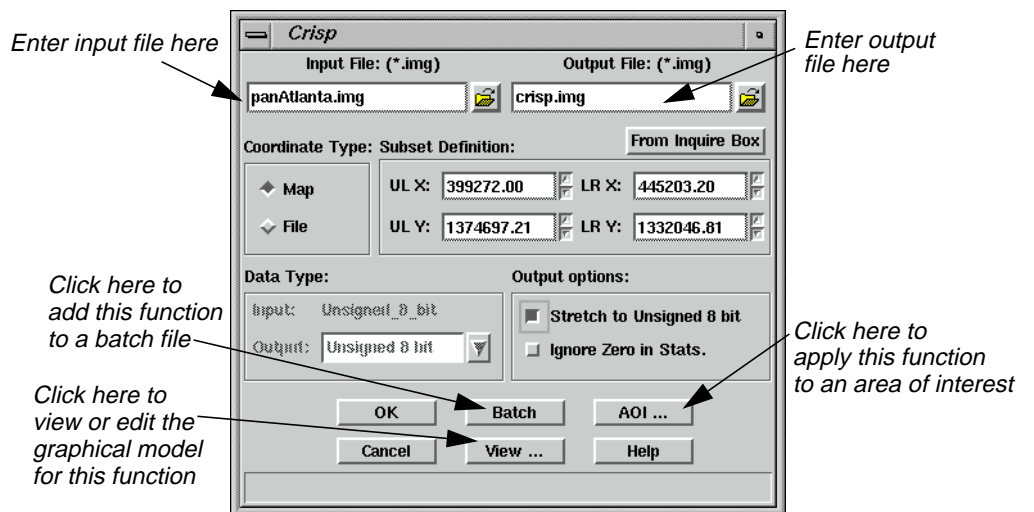 Crisp
Enter input file here
Enter output
file here
Input File: (*.img)
Output File: (*.img)
panAtlanta.img
crisp.img
From Inquire Box
Coordinate Type:
Subset Definition:
Map
File
UL X: 399272.00
LR X: 445203.20
UL Y: 1374697.21
LR Y: 1332046.81
Data Type:
Output options:
Input: Unsigned_8_bit
Output: Unsigned 8 bit
Stretch to Unsigned 8 bit
Ignore Zero in Stats.
Click here to
add this function
to a batch file
Click here to
apply this function
to an area of interest
Click here to
view or edit the
graphical model
for this function
OK
Batch
AOI ...
Cancel
View ...
Help